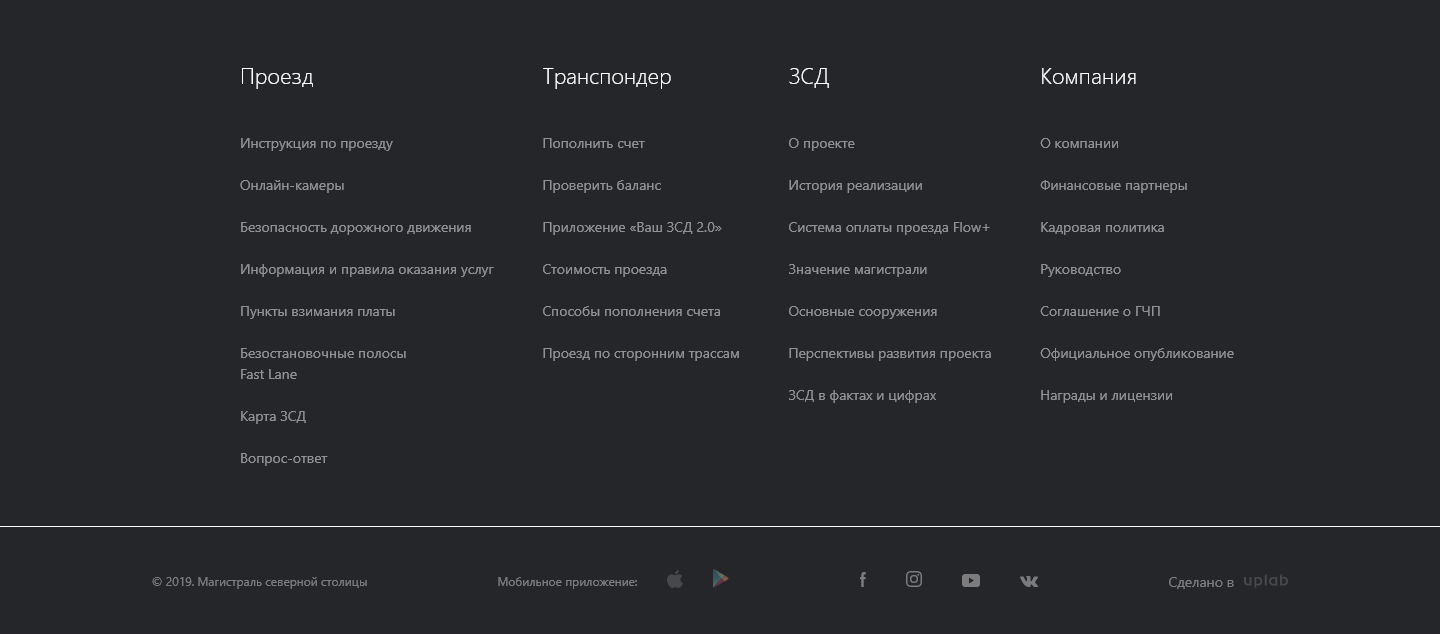 Проезд
Инструкция по проезду
Онлайн-камеры
Безопасность дорожного движения
Информация и правила оказания услуг
Пункты взимания платы
Безостановочные полосы
Fast Lane
Карта ЗСД
Вопрос-ответ
Транспондер
Пополнить счет
Проверить баланс
Приложение «Ваш ЗСД 2.0»
Стоимость проезда
Способы пополнения счета
Проезд по сторонним трассам
ЗСД
О проекте
История реализации
Система оплаты проезда Flow+
Значение магистрали
Основные сооружения
Перспективы развития проекта
ЗСД в фактах и цифрах
Компания
О компании
Финансовые партнеры
Кадровая политика
Руководство
Соглашение о ГЧП
Официальное опубликование
Награды и лицензии
© 2019. Магистраль северной столицы
Мобильное приложение:
Сделано в uplab